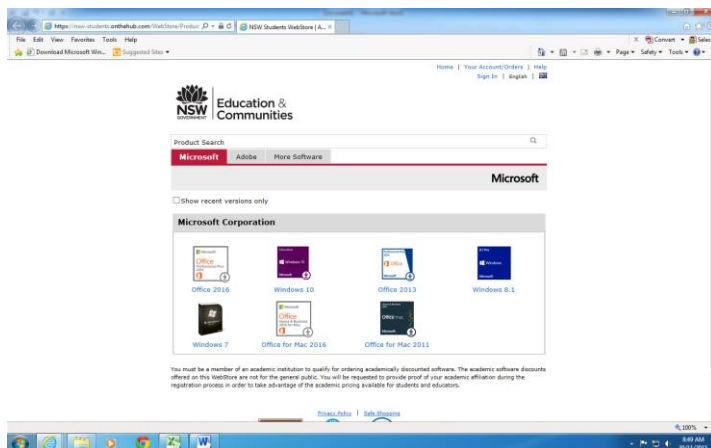 https://nsw-students.onthehub.com/WebStore/Produc
NSW Students WebStore | A...
File Edit View Favorites Tools Help
Convert
Selec
Download Microsoft Win...
Suggested Sites
Page Safety Tools
Home | Your Account/Orders | Help
Sign In | English |
NSW
GOVERNMENT
Education &
Communities
Product Search
Microsoft Adobe More Software
Microsoft
Show recent versions only
Microsoft Corporation
Office 2016 Windows 10 Office 2013 Windows 8.1
Windows 7 Office for Mac 2016 Office for Mac 2011
You must be a member of an academic institution to qualify for ordering academically discounted software. The academic software discounts
offered on this WebStore are not for the general public. You will be requested to provide proof of your academic affiliation during the
registration process in order to take advantage of the academic pricing available for students and educators.
Privacy Policy | Safe Shopping
100%
8:49 AM